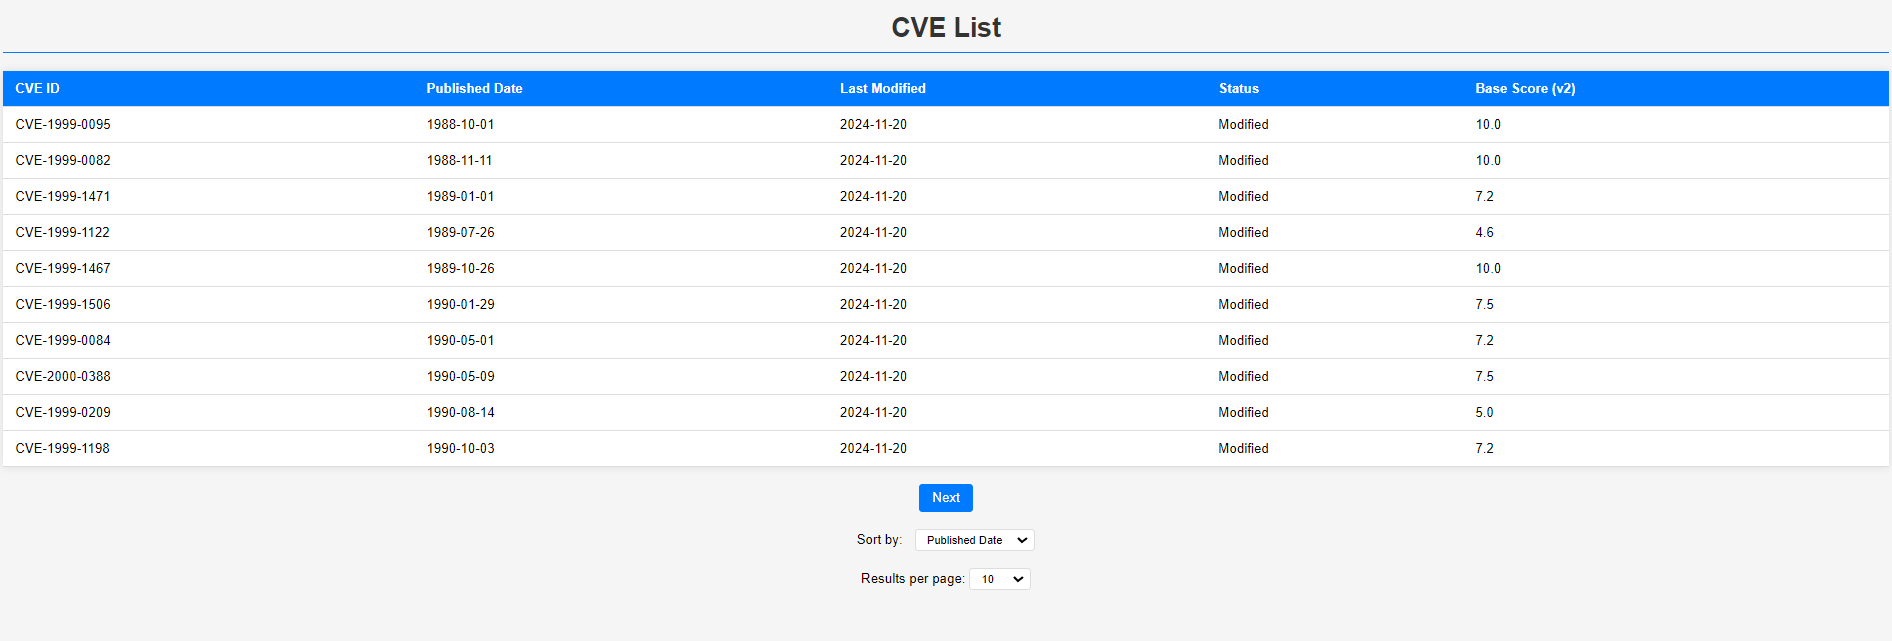 CVE List
CVE ID Published Date Last Modified Status Base Score (v2)
CVE-1999-0095 1988-10-01 2024-11-20 Modified 10.0
CVE-1999-0082 1988-11-11 2024-11-20 Modified 10.0
CVE-1999-1471 1989-01-01 2024-11-20 Modified 7.2
CVE-1999-1122 1989-07-26 2024-11-20 Modified 4.6
CVE-1999-1467 1989-10-26 2024-11-20 Modified 10.0
CVE-1999-1506 1990-01-29 2024-11-20 Modified 7.5
CVE-1999-0084 1990-05-01 2024-11-20 Modified 7.2
CVE-2000-0388 1990-05-09 2024-11-20 Modified 7.5
CVE-1999-0209 1990-08-14 2024-11-20 Modified 5.0
CVE-1999-1198 1990-10-03 2024-11-20 Modified 7.2
Next
Sort by: Published Date
Results per page: 10